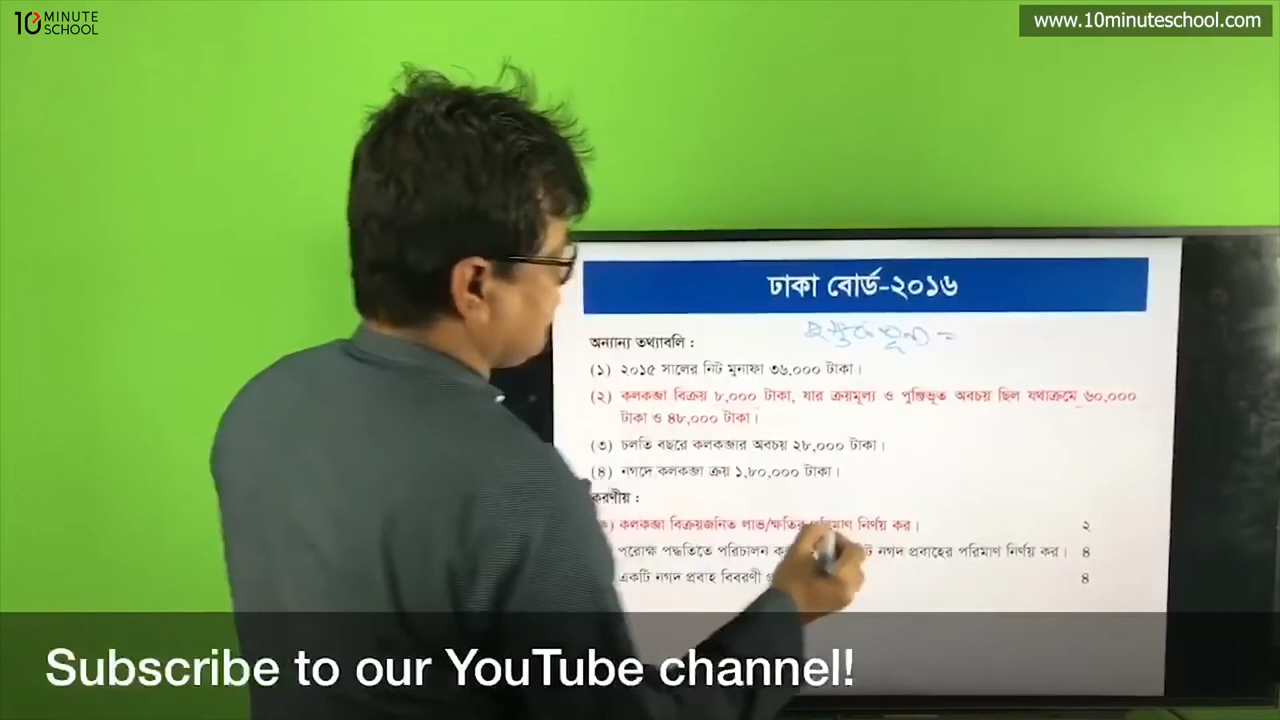 10 MINUTE SCHOOL
www.10minuteschool.com
ঢাকা বোর্ড-২০১৬
অন্যান্য তথ্যাবলি :
(১) ২০১৫ সালের নিট মুনাফা ৩৬,০০০ টাকা।
(২) কলকব্জা বিক্রয় ৮,০০০ টাকা, যার ক্রয়মূল্য ও পুঞ্জিভূত অবচয় ছিল যথাক্রমে ৬০,০০০
টাকা ও ৪৮,০০০ টাকা।
(৩) চলতি বছরে কলকব্জার অবচয় ২৮,০০০ টাকা।
(৪) নগদে কলকব্জা ক্রয় ১,৮০,০০০ টাকা।
করণীয় :
কলকব্জা বিক্রয়জনিত লাভ/ক্ষতির পরিমাণ নির্ণয় কর। ২
পরোক্ষ পদ্ধতিতে পরিচালন নগদ প্রবাহের পরিমাণ নির্ণয় কর। ৪
একটি নগদ প্রবাহ বিবরণী ৪
Subscribe to our YouTube channel!